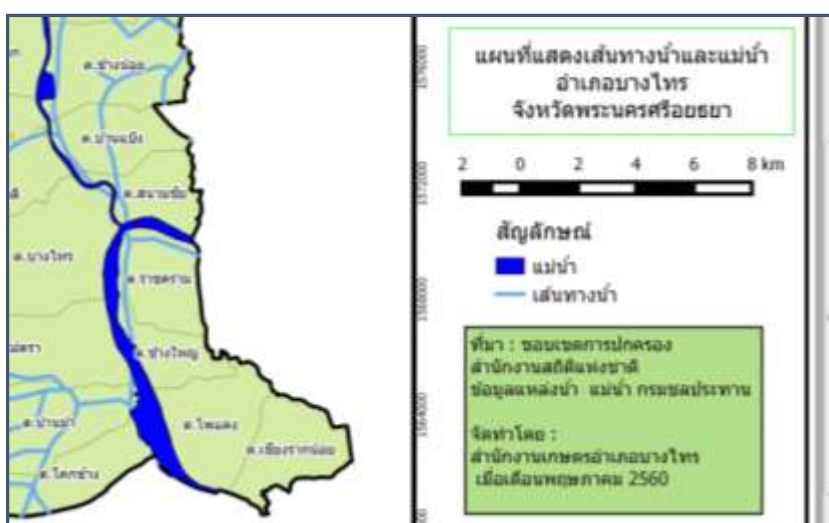 แผนที่แสดงเส้นทางน้ำและแม่น้ำ
อำเภอบางไทร
จังหวัดพระนครศรีอยุธยา
2 0 2 4 6 8 km
สัญลักษณ์
แม่น้ำ
เส้นทางน้ำ
ที่มา : ขอบเขตการปกครอง
สำนักงานสถิติแห่งชาติ
ข้อมูลแหล่งน้ำ แม่น้ำ กรมชลประทาน
จัดทำโดย :
สำนักงานเกษตรอำเภอบางไทร
เมื่อเดือนพฤษภาคม 2560
1576000
1572000
1568000
1564000
ต.ช่างน้อย
ต.บ้านแป้ง
ต.สนามชัย
ต.บางไทร
ต.ราชคราม
ต.ช่างใหญ่
ต.บ้านม้า
ต.ไผ่แดง
ต.โคกช้าง
ต.เชียงรากน้อย